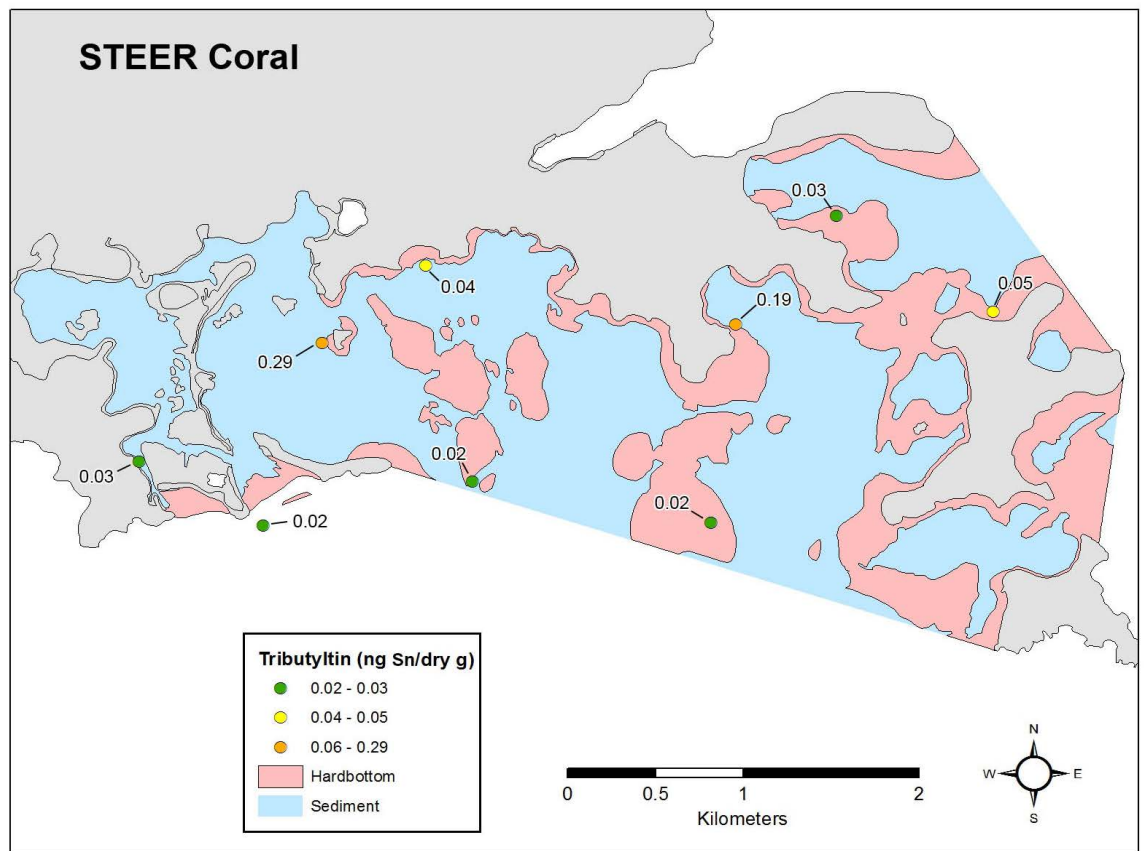 STEER Coral
0.03
0.05
0.04
0.19
0.29
0.02
0.03
0.02
0.02
Tributyltin (ng Sn/dry g)
0.02 - 0.03
0.04 - 0.05
0.06 - 0.29
Hardbottom
Sediment
0 0.5 1 2
Kilometers
N
W E
S